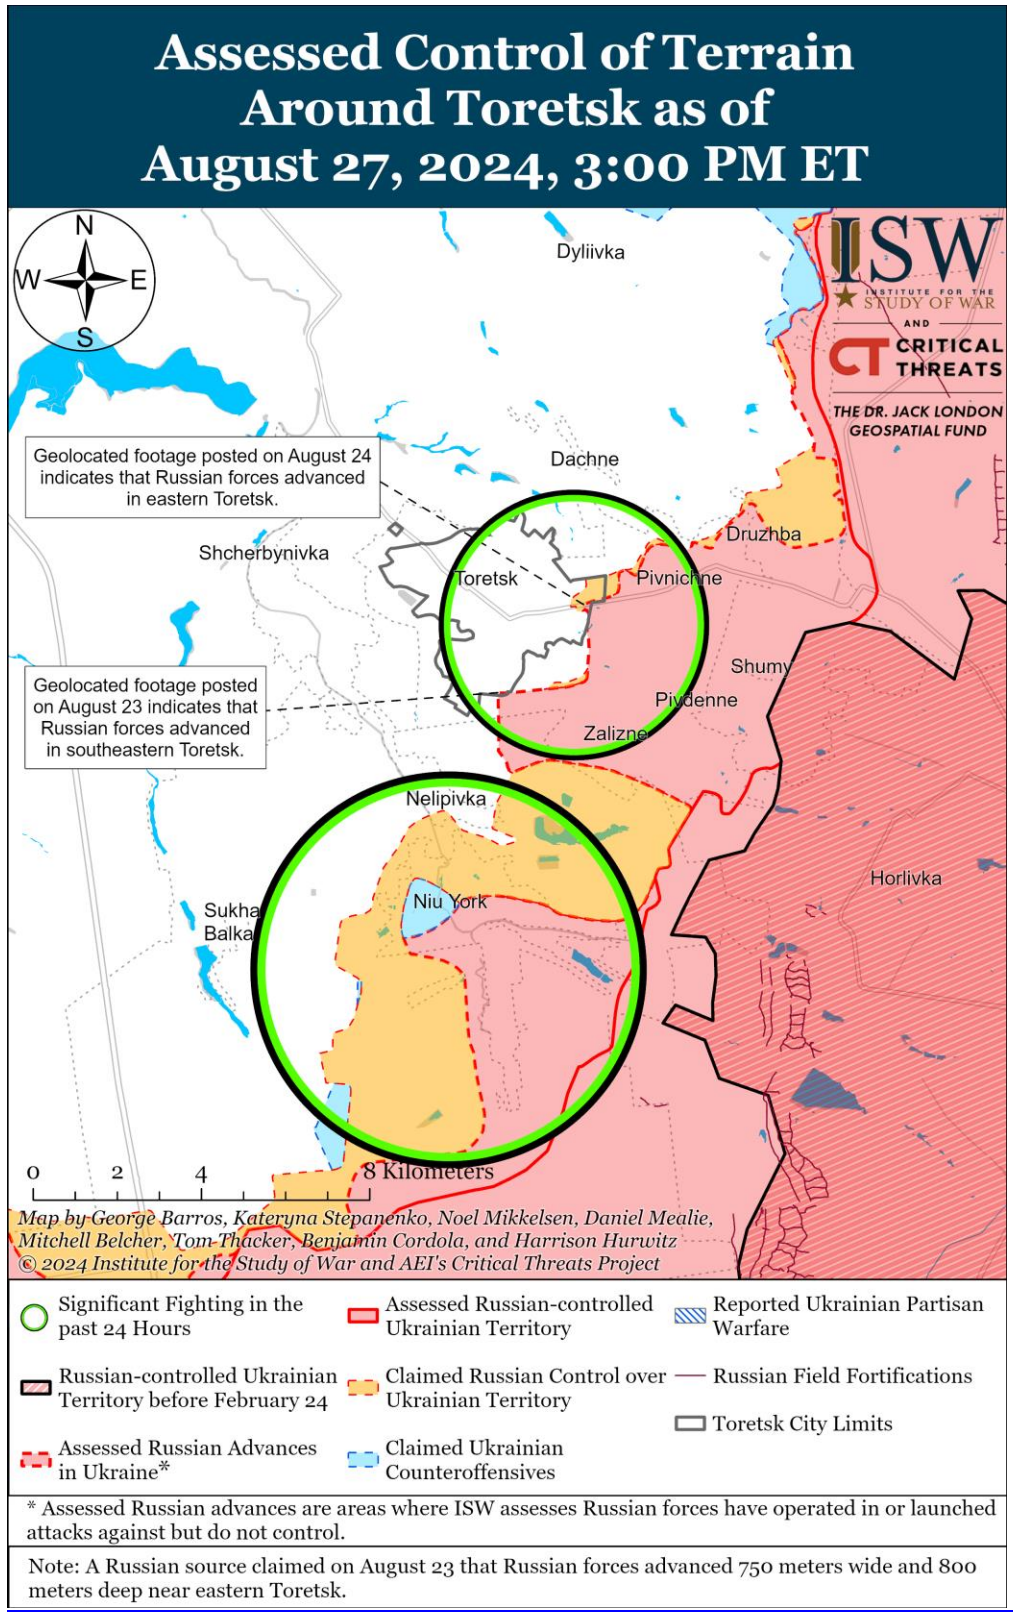 Assessed Control of Terrain
Around Toretsk as of
August 27, 2024, 3:00 PM ET
N
W
E
S
ISW
INSTITUTE FOR THE
STUDY OF WAR
AND
CT CRITICAL
THREATS
THE DR. JACK LONDON
GEOSPATIAL FUND
Dyliivka
Geolocated footage posted on August 24
indicates that Russian forces advanced
in eastern Toretsk.
Dachne
Druzhba
Shcherbynivka
Toretsk
Pivnichne
Shumy
Geolocated footage posted
on August 23 indicates that
Russian forces advanced
in southeastern Toretsk.
Pivdenne
Zalizne
Nelipivka
Horlivka
Niu York
Sukha
Balka
0 2 4 8 Kilometers
Map by George Barros, Kateryna Stepanenko, Noel Mikkelsen, Daniel Mealie,
Mitchell Belcher, Tom Thacker, Benjamin Cordola, and Harrison Hurwitz
© 2024 Institute for the Study of War and AEI's Critical Threats Project
Significant Fighting in the
past 24 Hours
Russian-controlled Ukrainian
Territory before February 24
Assessed Russian Advances
in Ukraine*
Assessed Russian-controlled
Ukrainian Territory
Claimed Russian Control over
Ukrainian Territory
Claimed Ukrainian
Counteroffensives
Reported Ukrainian Partisan
Warfare
Russian Field Fortifications
Toretsk City Limits
* Assessed Russian advances are areas where ISW assesses Russian forces have operated in or launched
attacks against but do not control.
Note: A Russian source claimed on August 23 that Russian forces advanced 750 meters wide and 800
meters deep near eastern Toretsk.